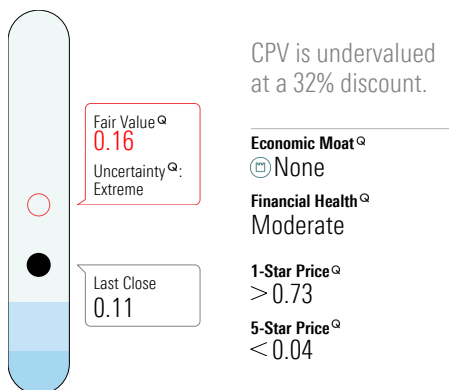 Fair Value Q
0.16
Uncertainty Q:
Extreme
Last Close
0.11
CPV is undervalued
at a 32% discount.
Economic Moat Q
None
Financial Health Q
Moderate
1-Star Price Q
>0.73
5-Star Price Q
<0.04